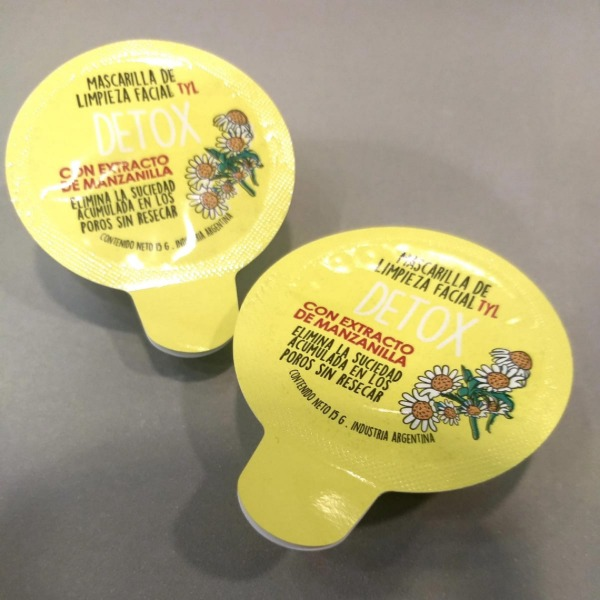 MASCARILLA DE
LIMPIEZA FACIAL TYL
DETOX
CON EXTRACTO
DE MANZANILLA
ELIMINA LA SUCIEDAD
ACUMULADA EN LOS
POROS SIN RESECAR
CONTENIDO NETO 15 G . INDUSTRIA ARGENTINA
MASCARILLA DE
LIMPIEZA FACIAL TYL
DETOX
CON EXTRACTO
DE MANZANILLA
ELIMINA LA SUCIEDAD
ACUMULADA EN LOS
POROS SIN RESECAR
CONTENIDO NETO 15 G . INDUSTRIA ARGENTINA